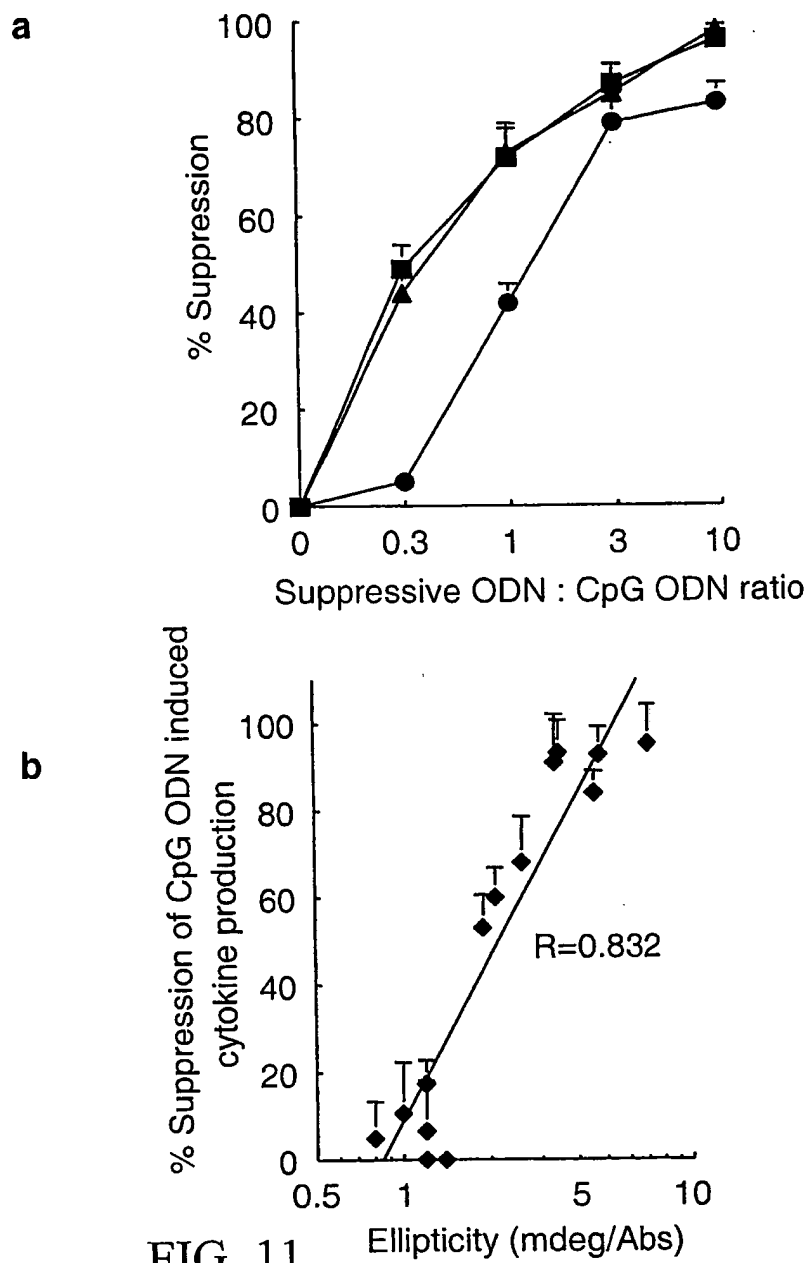 a
100
80
60
40
20
0
% Suppression
0 0.3 1 3 10
Suppressive ODN : CpG ODN ratio
b
% Suppression of CpG ODN induced
cytokine production
100
80
60
40
20
0
R=0.832
0.5 1 5 10
Ellipticity (mdeg/Abs)
FIG. 11